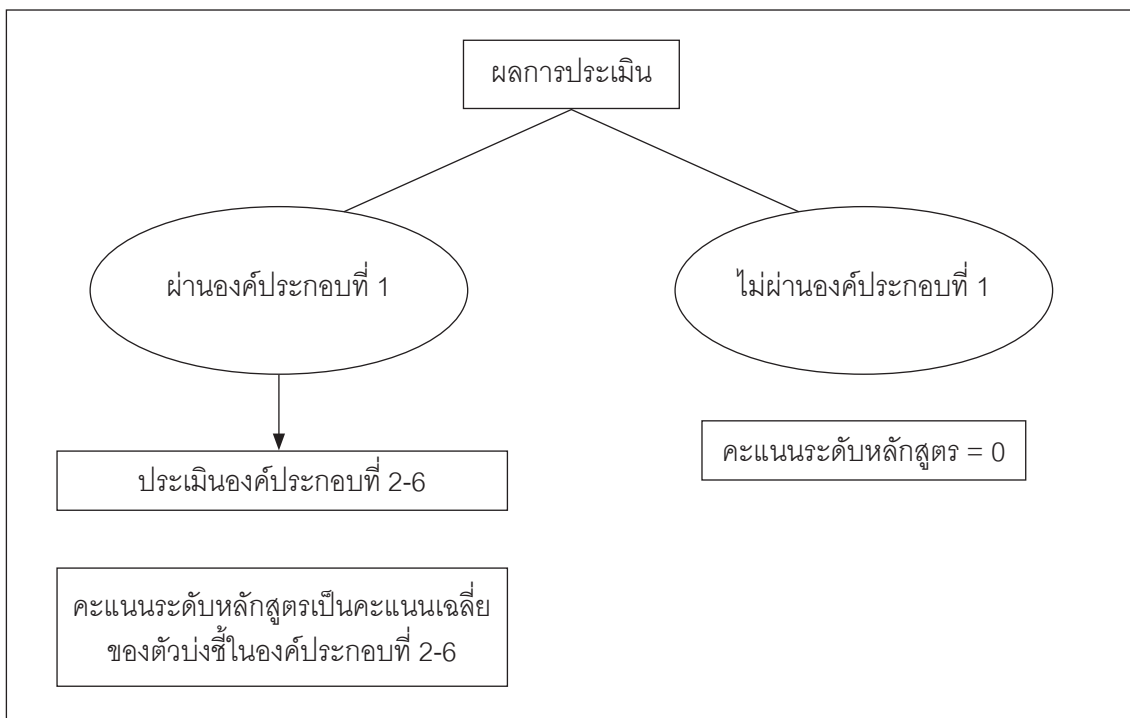 ผลการประเมิน
ผ่านองค์ประกอบที่ 1
ไม่ผ่านองค์ประกอบที่ 1
ประเมินองค์ประกอบที่ 2-6
คะแนนระดับหลักสูตร = 0
คะแนนระดับหลักสูตรเป็นคะแนนเฉลี่ย
ของตัวบ่งชี้ในองค์ประกอบที่ 2-6